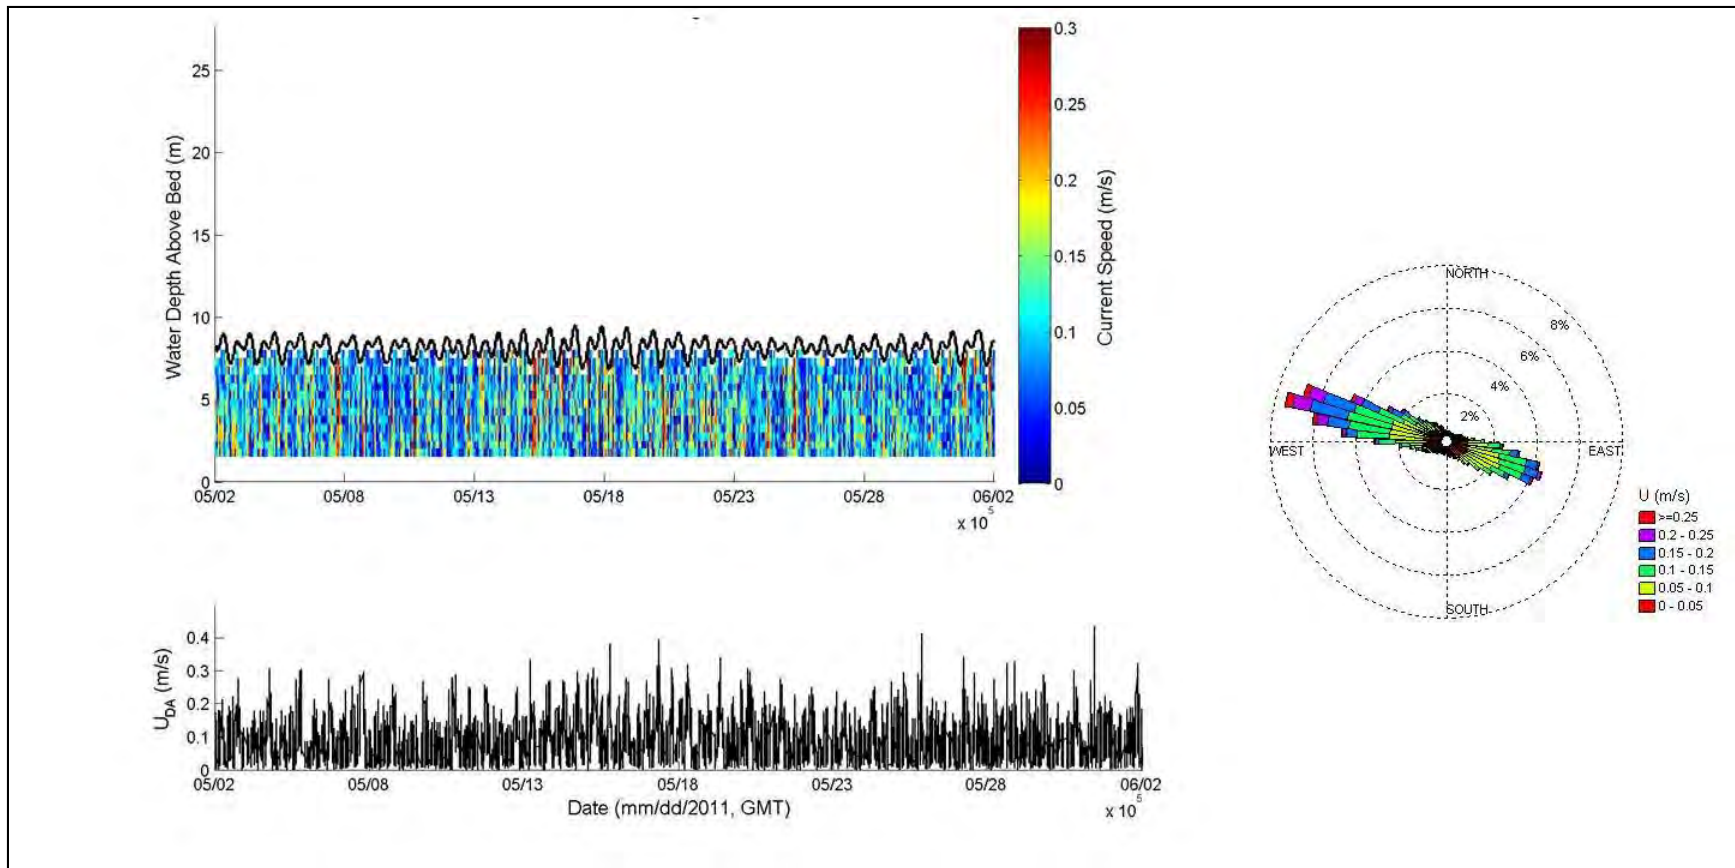 25
20
15
10
5
0
Water Depth Above Bed (m)
05/02 05/08 05/13 05/18 05/23 05/28 06/02
x 10^5
0.3
0.25
0.2
0.15
0.1
0.05
0
Current Speed (m/s)
NORTH
8%
6%
4%
2%
WEST
EAST
SOUTH
U (m/s)
>=0.25
0.2 - 0.25
0.15 - 0.2
0.1 - 0.15
0.05 - 0.1
0 - 0.05
0.4
0.3
0.2
0.1
0
U_DA (m/s)
05/02 05/08 05/13 05/18 05/23 05/28 06/02
x 10^5
Date (mm/dd/2011, GMT)